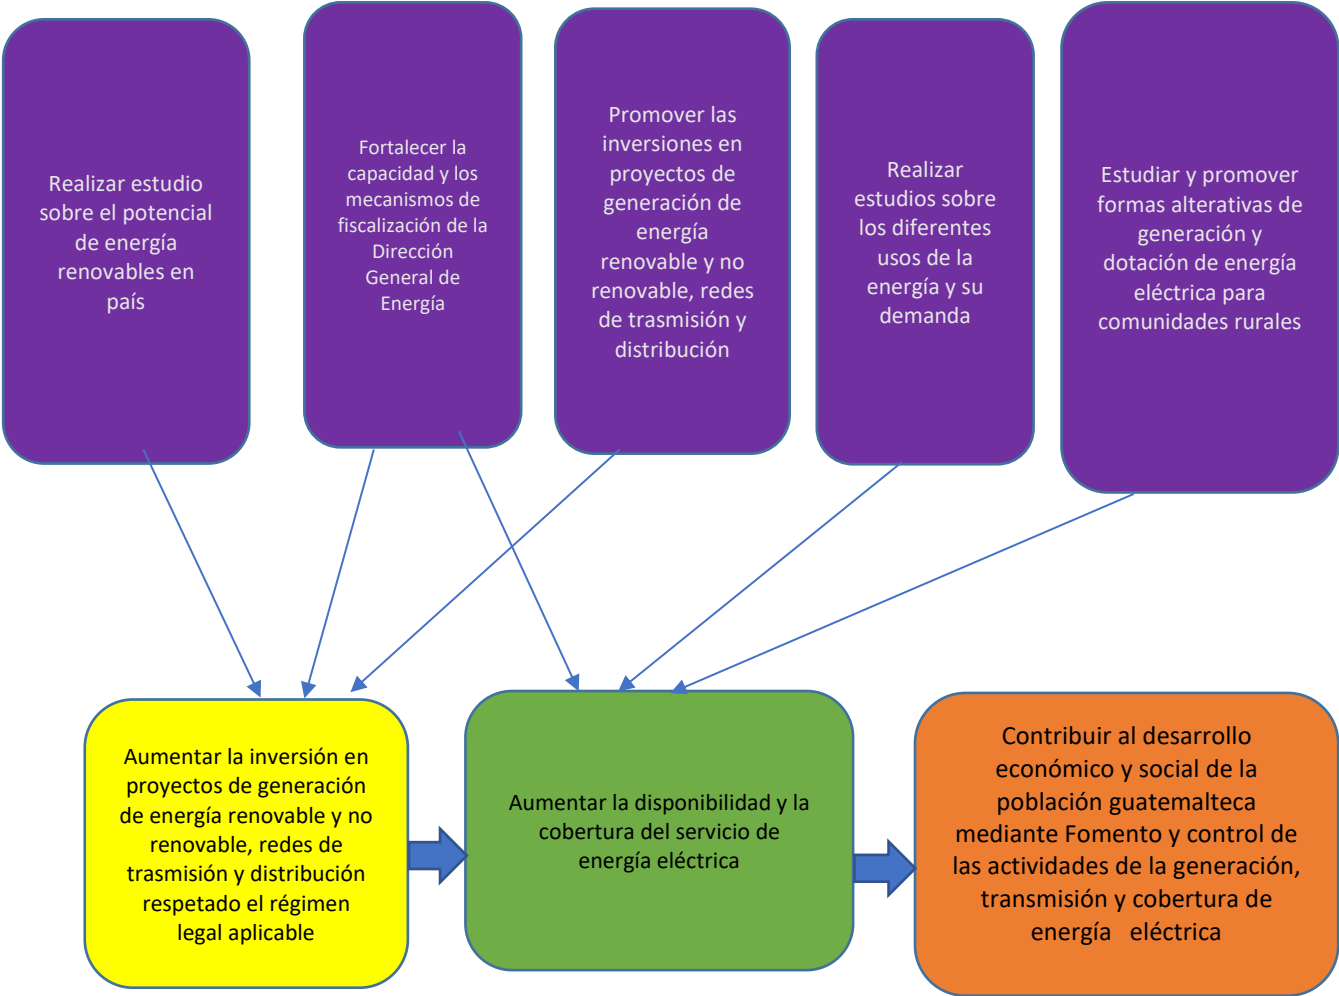 Realizar estudio
sobre el potencial
de energía
renovables en
país
Fortalecer la
capacidad y los
mecanismos de
fiscalización de la
Dirección
General de
Energía
Promover las
inversiones en
proyectos de
generación de
energía
renovable y no
renovable, redes
de trasmisión y
distribución
Realizar
estudios sobre
los diferentes
usos de la
energía y su
demanda
Estudiar y promover
formas alterativas de
generación y
dotación de energía
eléctrica para
comunidades rurales
Aumentar la inversión en
proyectos de generación
de energía renovable y no
renovable, redes de
trasmisión y distribución
respetado el régimen
legal aplicable
Aumentar la disponibilidad y la
cobertura del servicio de
energía eléctrica
Contribuir al desarrollo
económico y social de la
población guatemalteca
mediante Fomento y control de
las actividades de la generación,
transmisión y cobertura de
energía eléctrica